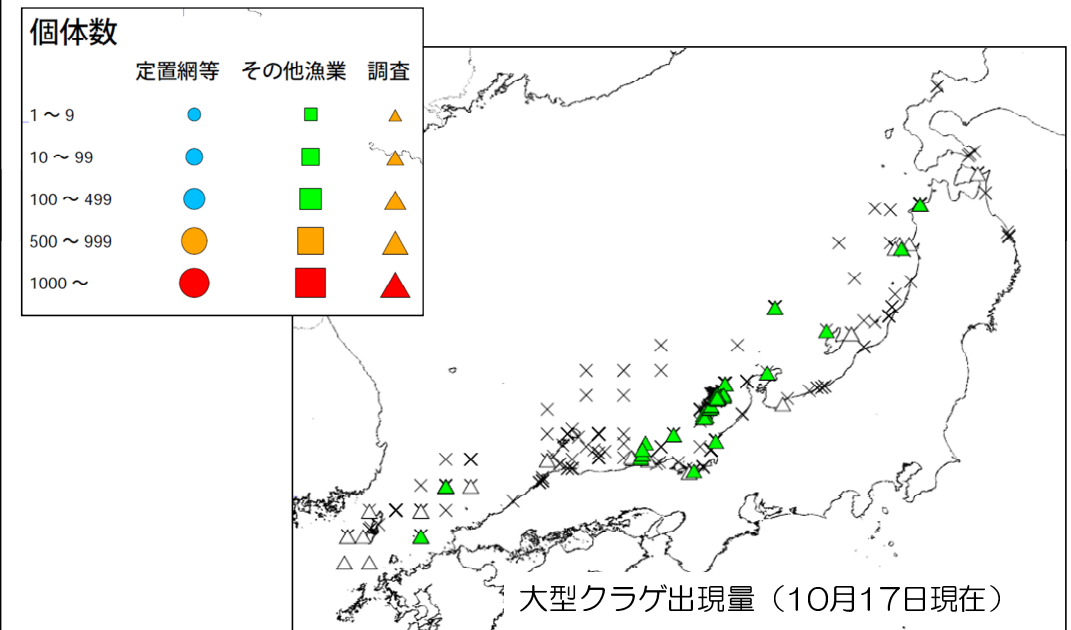 個体数
定置網等 その他漁業 調査
1 〜 9
10 〜 99
100 〜 499
500 〜 999
1000 〜
大型クラゲ出現量（10月17日現在）